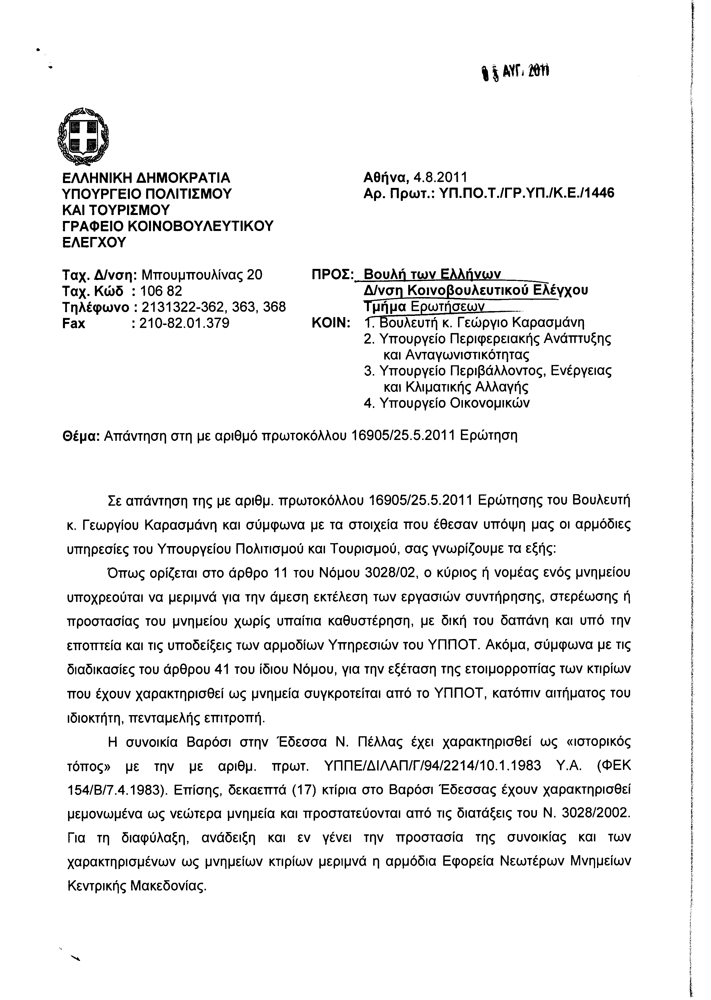 05 ΑΥΓ. 2011
ΕΛΛΗΝΙΚΗ ΔΗΜΟΚΡΑΤΙΑ
ΥΠΟΥΡΓΕΙΟ ΠΟΛΙΤΙΣΜΟΥ
ΚΑΙ ΤΟΥΡΙΣΜΟΥ
ΓΡΑΦΕΙΟ ΚΟΙΝΟΒΟΥΛΕΥΤΙΚΟΥ
ΕΛΕΓΧΟΥ
Αθήνα, 4.8.2011
Αρ. Πρωτ.: ΥΠ.ΠΟ.Τ./ΓΡ.ΥΠ./Κ.Ε./1446
Ταχ. Δ/νση: Μπουμπουλίνας 20
Ταχ. Κώδ : 106 82
Τηλέφωνο : 2131322-362, 363, 368
Fax : 210-82.01.379
ΠΡΟΣ: Βουλή των Ελλήνων
Δ/νση Κοινοβουλευτικού Ελέγχου
Τμήμα Ερωτήσεων
ΚΟΙΝ: 1. Βουλευτή κ. Γεώργιο Καρασμάνη
2. Υπουργείο Περιφερειακής Ανάπτυξης
και Ανταγωνιστικότητας
3. Υπουργείο Περιβάλλοντος, Ενέργειας
και Κλιματικής Αλλαγής
4. Υπουργείο Οικονομικών
Θέμα: Απάντηση στη με αριθμό πρωτοκόλλου 16905/25.5.2011 Ερώτηση
Σε απάντηση της με αριθμ. πρωτοκόλλου 16905/25.5.2011 Ερώτησης του Βουλευτή
κ. Γεωργίου Καρασμάνη και σύμφωνα με τα στοιχεία που έθεσαν υπόψη μας οι αρμόδιες
υπηρεσίες του Υπουργείου Πολιτισμού και Τουρισμού, σας γνωρίζουμε τα εξής:
Όπως ορίζεται στο άρθρο 11 του Νόμου 3028/02, ο κύριος ή νομέας ενός μνημείου
υποχρεούται να μεριμνά για την άμεση εκτέλεση των εργασιών συντήρησης, στερέωσης ή
προστασίας του μνημείου χωρίς υπαίτια καθυστέρηση, με δική του δαπάνη και υπό την
εποπτεία και τις υποδείξεις των αρμοδίων Υπηρεσιών του ΥΠΠΟΤ. Ακόμα, σύμφωνα με τις
διαδικασίες του άρθρου 41 του ίδιου Νόμου, για την εξέταση της ετοιμορροπίας των κτιρίων
που έχουν χαρακτηρισθεί ως μνημεία συγκροτείται από το ΥΠΠΟΤ, κατόπιν αιτήματος του
ιδιοκτήτη, πενταμελής επιτροπή.
Η συνοικία Βαρόσι στην Έδεσσα Ν. Πέλλας έχει χαρακτηρισθεί ως «ιστορικός
τόπος» με την με αριθμ. πρωτ. ΥΠΠΕ/ΔΙΛΑΠ/Γ/94/2214/10.1.1983 Υ.Α. (ΦΕΚ
154/Β/7.4.1983). Επίσης, δεκαεπτά (17) κτίρια στο Βαρόσι Έδεσσας έχουν χαρακτηρισθεί
μεμονωμένα ως νεώτερα μνημεία και προστατεύονται από τις διατάξεις του Ν. 3028/2002.
Για τη διαφύλαξη, ανάδειξη και εν γένει την προστασία της συνοικίας και των
χαρακτηρισμένων ως μνημείων κτιρίων μεριμνά η αρμόδια Εφορεία Νεωτέρων Μνημείων
Κεντρικής Μακεδονίας.